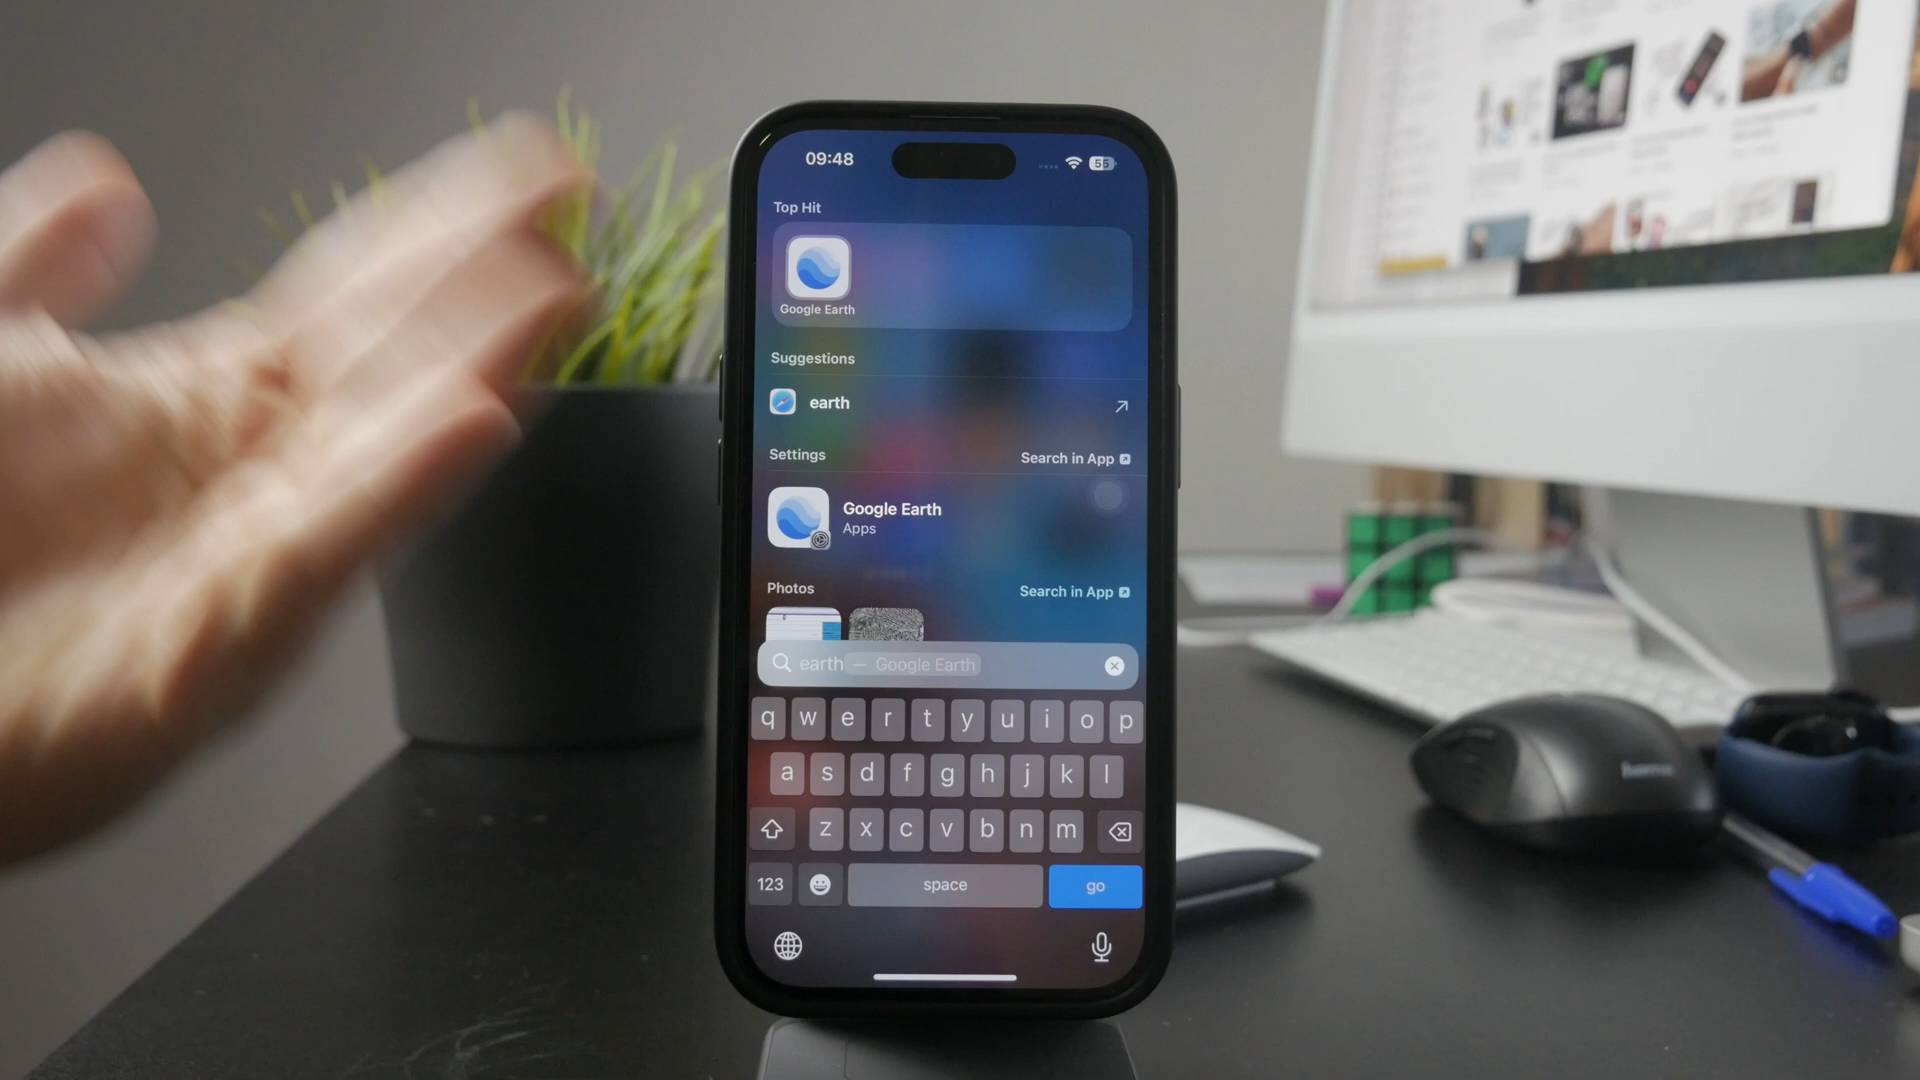 09:48
55
Top Hit
Google Earth
Suggestions
earth
Settings
Search in App
Google Earth
Apps
Photos
Search in App
earth — Google Earth
q w e r t y u i o p
a s d f g h j k l
z x c v b n m
123
space
go
hama